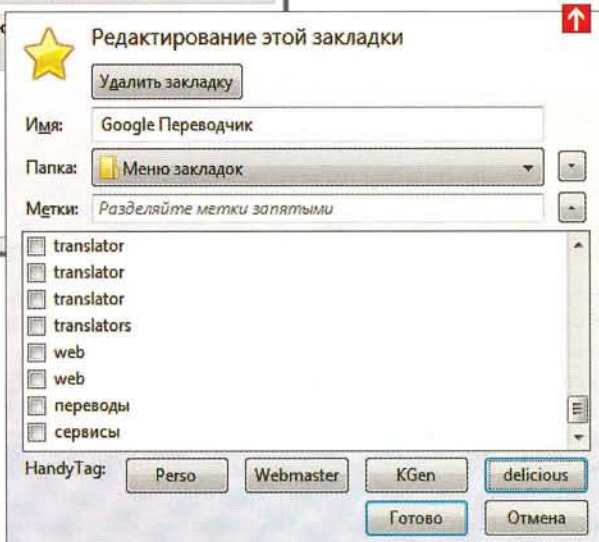 Редактирование этой закладки
Удалить закладку
Имя: Google Переводчик
Папка: Меню закладок
Метки: Разделяйте метки запятыми
translator
translator
translator
translators
web
web
переводы
сервисы
HandyTag: Perso Webmaster KGen delicious
Готово Отмена